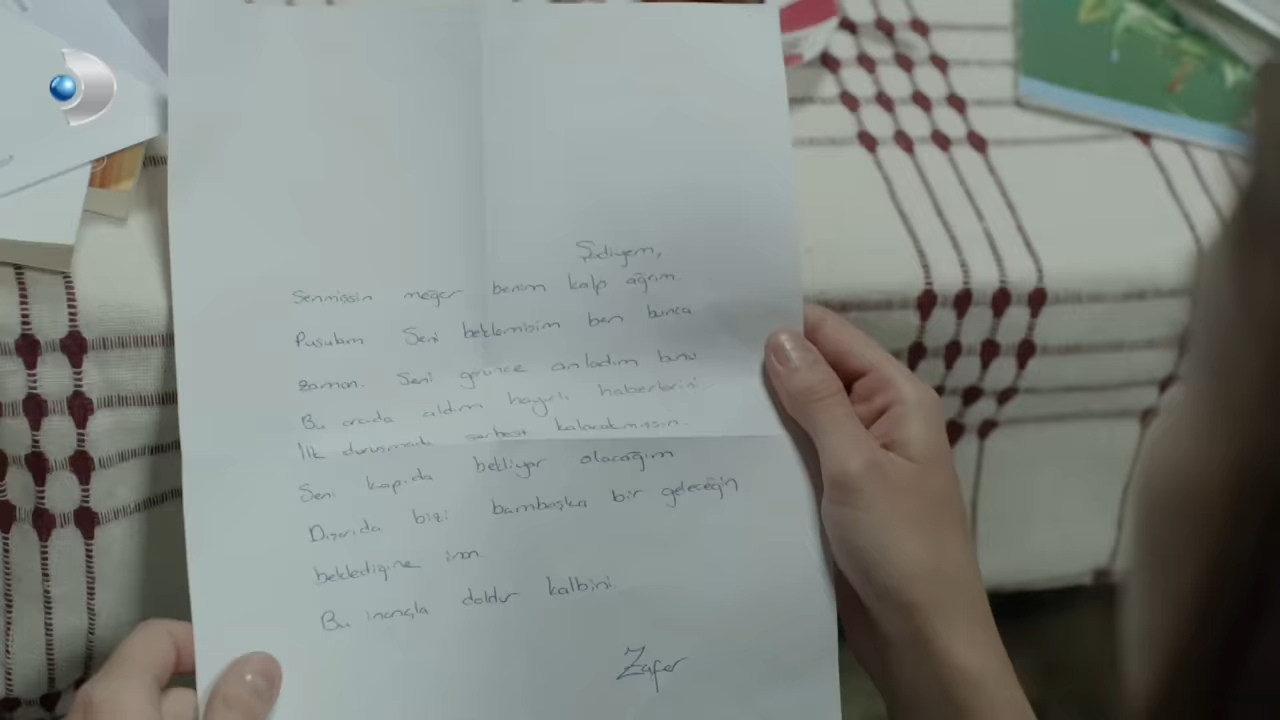 Şadiyem,
Senmişsin meğer benim kalp ağrım
Pusulam Seni beklemişim ben bunca
zaman. Seni görünce anladım bunu
Bu arada aldım hayırlı haberlerini
İlk duruşmada serbest kalacakmışsın.
Seni kapıda bekliyor olacağım
Dışarıda bizi bambaşka bir geleceğin
beklediğine inan.
Bu inançla doldur kalbini.
Zafer